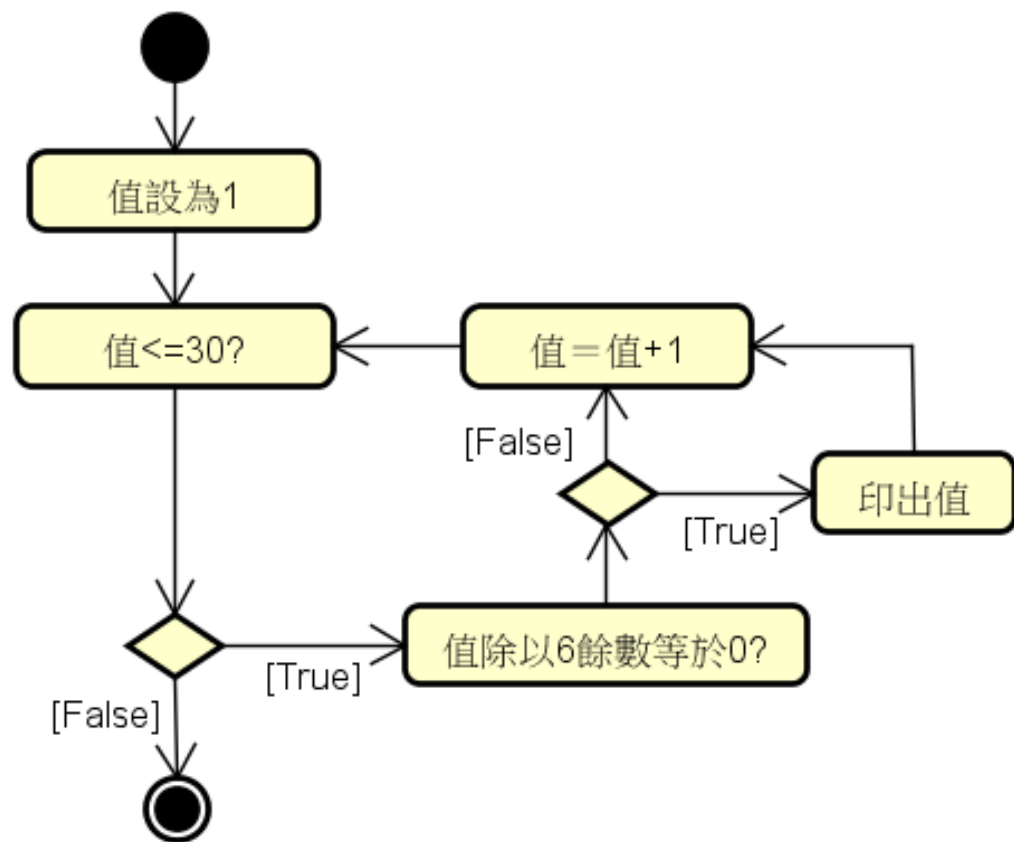 值設為1
值<=30?
值＝值+1
[False]
印出值
[True]
值除以6餘數等於0?
[True]
[False]